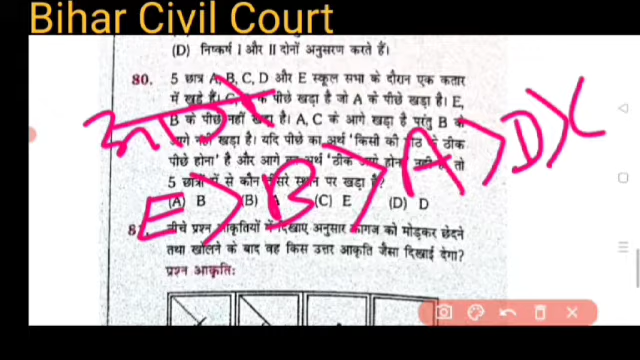 Bihar Civil Court
(D) निष्कर्ष I और II दोनों अनुसरण करते हैं।
80. 5 छात्र A, B, C, D और E स्कूल सभा के दौरान एक कतार
में खड़े हैं। C, के पीछे खड़ा है जो A के पीछे खड़ा है। E,
B के पीछे नहीं खड़ा है। A, C के आगे खड़ा है परंतु B के
आगे नहीं खड़ा है। यदि पीछे का अर्थ 'किसी की पीठ के ठीक
पीछे होना' है और आगे का अर्थ 'ठीक आगे होना' नहीं है तो
5 छात्रों में से कौन तीसरे स्थान पर खड़ा है?
(A) B (B) A (C) E (D) D
आगे
E > B > A > D > C
नीचे प्रश्न आकृतियों में दिखाए अनुसार कागज को मोड़कर छेदने
तथा खोलने के बाद वह किस उत्तर आकृति जैसा दिखाई देगा?
प्रश्न आकृति: